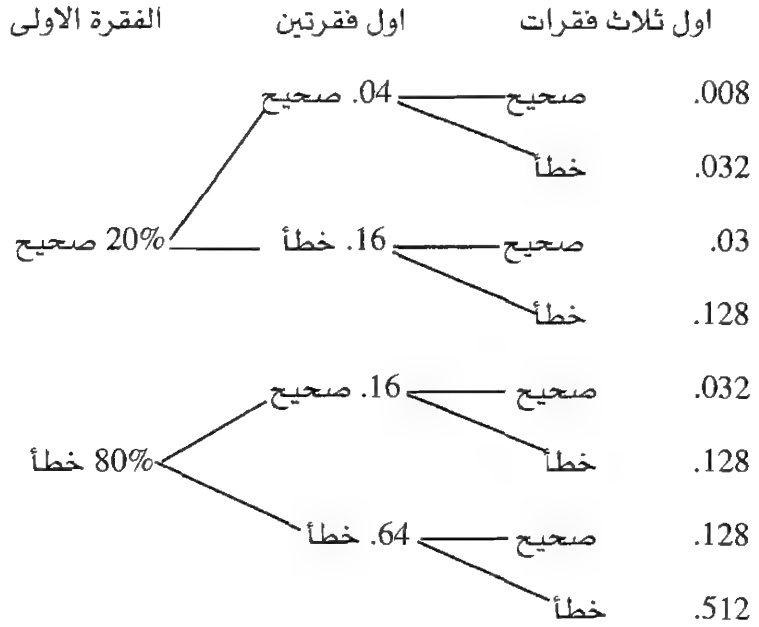 الفقرة الاولى اول فقرتين اول ثلاث فقرات
.04 صحيح صحيح .008
خطأ .032
20% صحيح .16 خطأ صحيح .03
خطأ .128
.16 صحيح صحيح .032
80% خطأ خطأ .128
.64 خطأ صحيح .128
خطأ .512